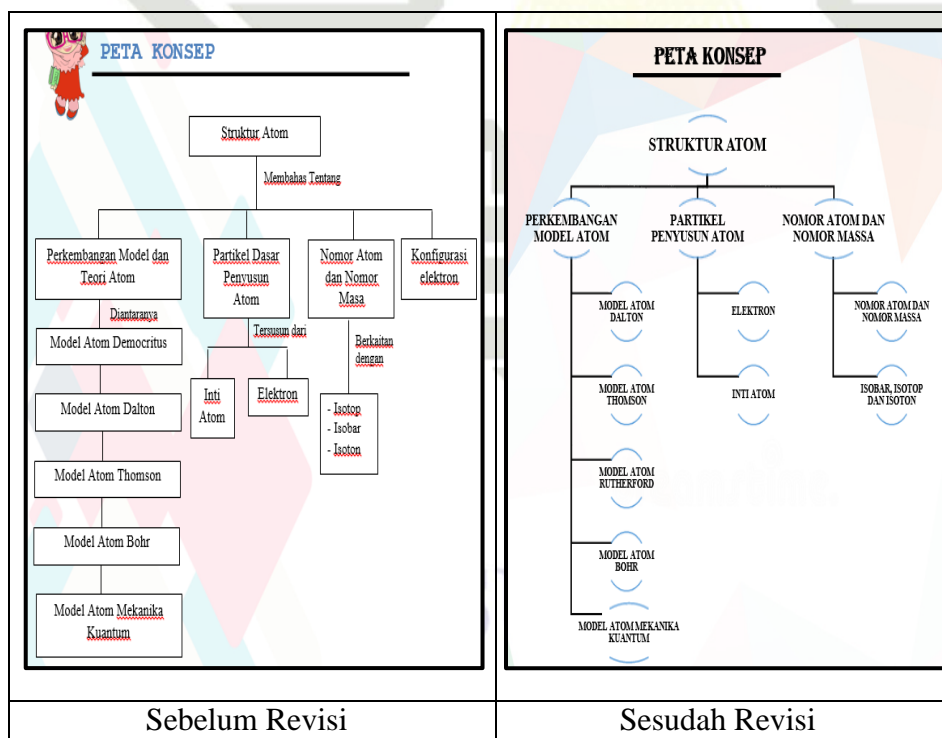 PETA KONSEP
Struktur Atom
Membahas Tentang
Perkembangan Model dan
Teori Atom
Partikel Dasar
Penyusun
Atom
Nomor Atom
dan Nomor
Masa
Konfigurasi
elektron
Diantaranya
Tersusun dari
Berkaitan
dengan
Model Atom Democritus
Inti
Atom
Elektron
- Isotop
- Isobar
- Isoton
Model Atom Dalton
Model Atom Thomson
Model Atom Bohr
Model Atom Mekanika
Kuantum
Sebelum Revisi
PETA KONSEP
STRUKTUR ATOM
PERKEMBANGAN
MODEL ATOM
PARTIKEL
PENYUSUN ATOM
NOMOR ATOM DAN
NOMOR MASSA
MODEL ATOM
DALTON
ELEKTRON
NOMOR ATOM DAN
NOMOR MASSA
MODEL ATOM
THOMSON
INTI ATOM
ISOBAR, ISOTOP
DAN ISOTON
MODEL ATOM
RUTHERFORD
MODEL ATOM
BOHR
MODEL ATOM MEKANIKA
KUANTUM
Sesudah Revisi